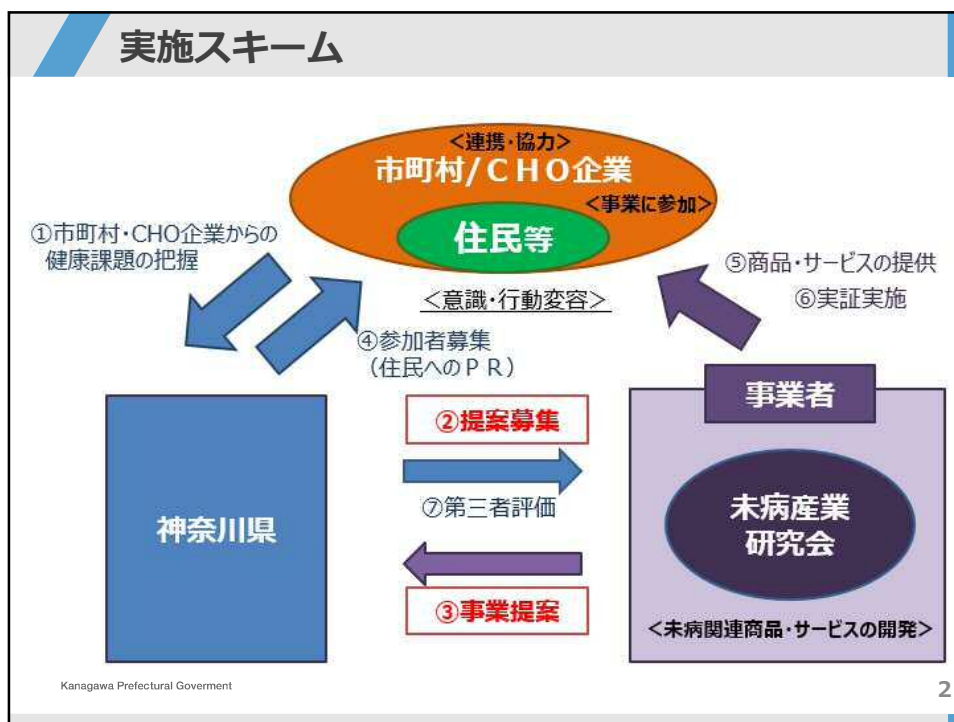 実施スキーム
<連携・協力>
市町村/ＣＨＯ企業
<事業に参加>
住民等
①市町村・CHO企業からの
健康課題の把握
<意識・行動変容>
⑤商品・サービスの提供
⑥実証実施
④参加者募集
（住民へのＰＲ）
②提案募集
事業者
⑦第三者評価
神奈川県
未病産業
研究会
③事業提案
<未病関連商品・サービスの開発>
Kanagawa Prefectural Goverment
2